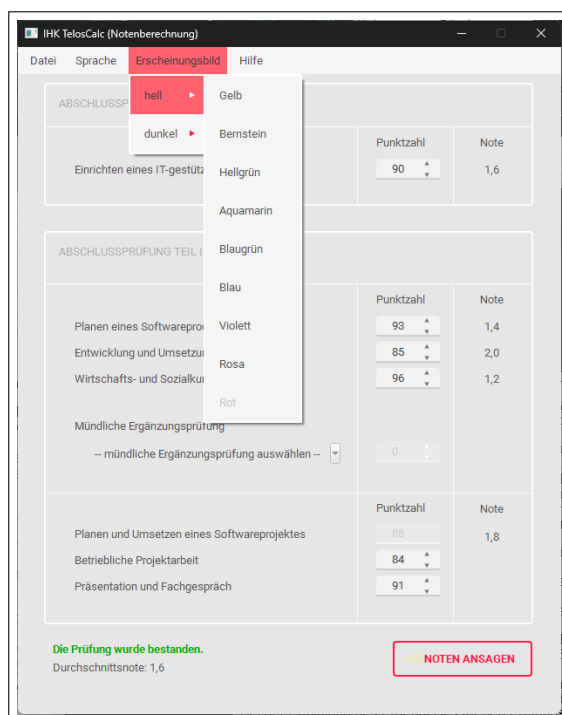 IHK TelosCalc (Notenberechnung)
Datei Sprache Erscheinungsbild Hilfe
hell
dunkel
Gelb
Bernstein
Hellgrün
Aquamarin
Blaugrün
Blau
Violett
Rosa
Rot
ABSCHLUSSP
Punktzahl Note
Einrichten eines IT-gestütz 90 1,6
ABSCHLUSSPRÜFUNG TEIL
Punktzahl Note
Planen eines Softwarepro 93 1,4
Entwicklung und Umsetzu 85 2,0
Wirtschafts- und Sozialku 96 1,2
Mündliche Ergänzungsprüfung
-- mündliche Ergänzungsprüfung auswählen -- 0
Punktzahl Note
Planen und Umsetzen eines Softwareprojektes 88 1,8
Betriebliche Projektarbeit 84
Präsentation und Fachgespräch 91
Die Prüfung wurde bestanden.
Durchschnittsnote: 1,6
NOTEN ANSAGEN